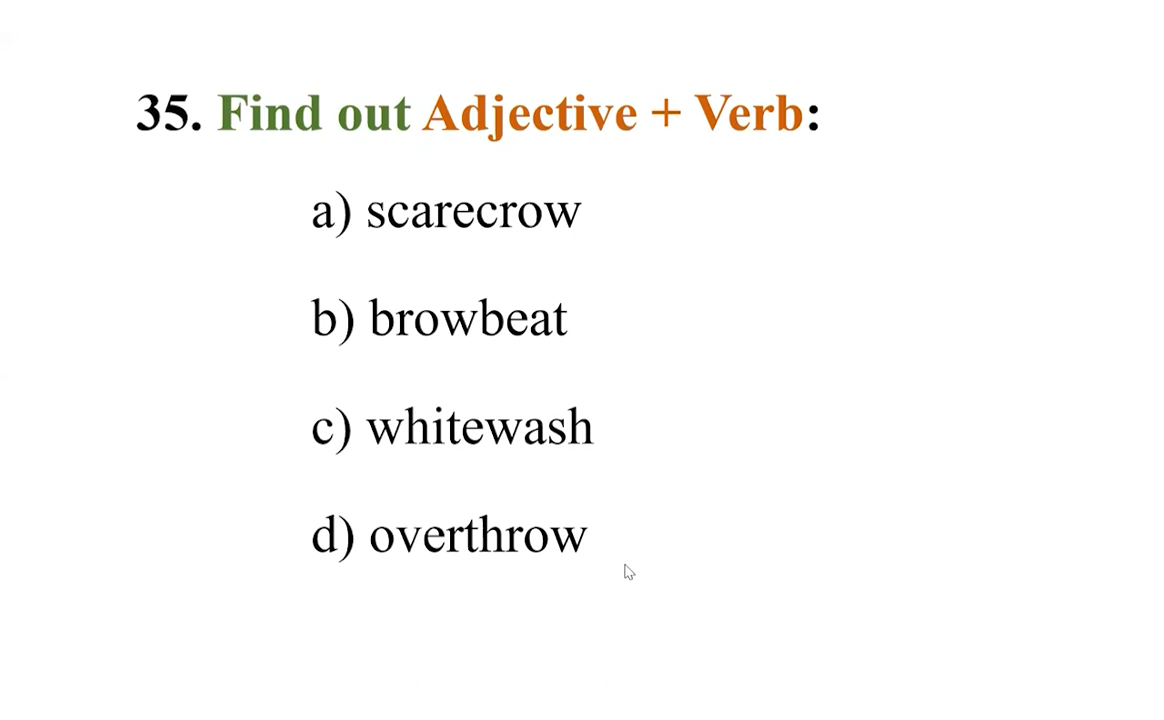 35. Find out Adjective + Verb:
a) scarecrow
b) browbeat
c) whitewash
d) overthrow